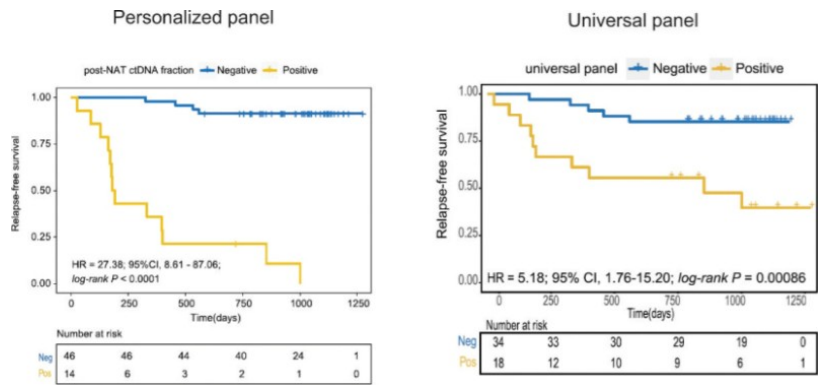 Personalized panel
post-NAT ctDNA fraction Negative Positive
Relapse-free survival
1.00
0.75
0.50
0.25
0.00
HR = 27.38; 95%CI, 8.61 - 87.06;
log-rank P < 0.0001
0 250 500 750 1000 1250
Time(days)
Number at risk
Neg 46 46 44 40 24 1
Pos 14 6 3 2 1 0
Universal panel
universal panel Negative Positive
Relapse-free survival
1.00
0.75
0.50
0.25
0.00
HR = 5.18; 95% CI, 1.76-15.20; log-rank P = 0.00086
0 250 500 750 1000 1250
Time(days)
Number at risk
Neg 34 33 30 29 19 0
Pos 18 12 10 9 6 1